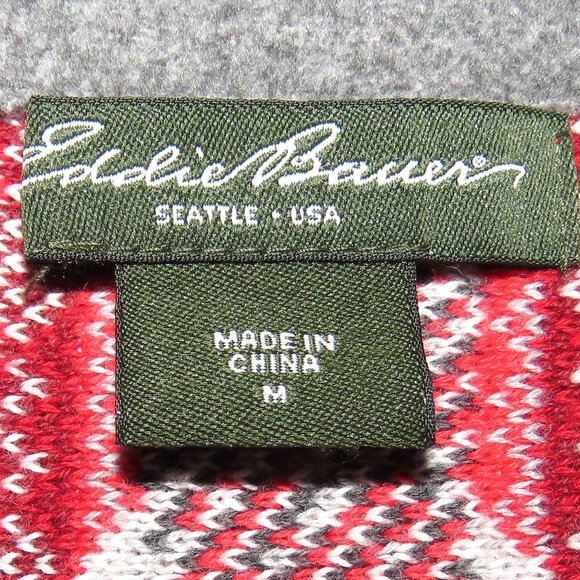 Eddie Bauer®
SEATTLE • USA
MADE IN
CHINA
M